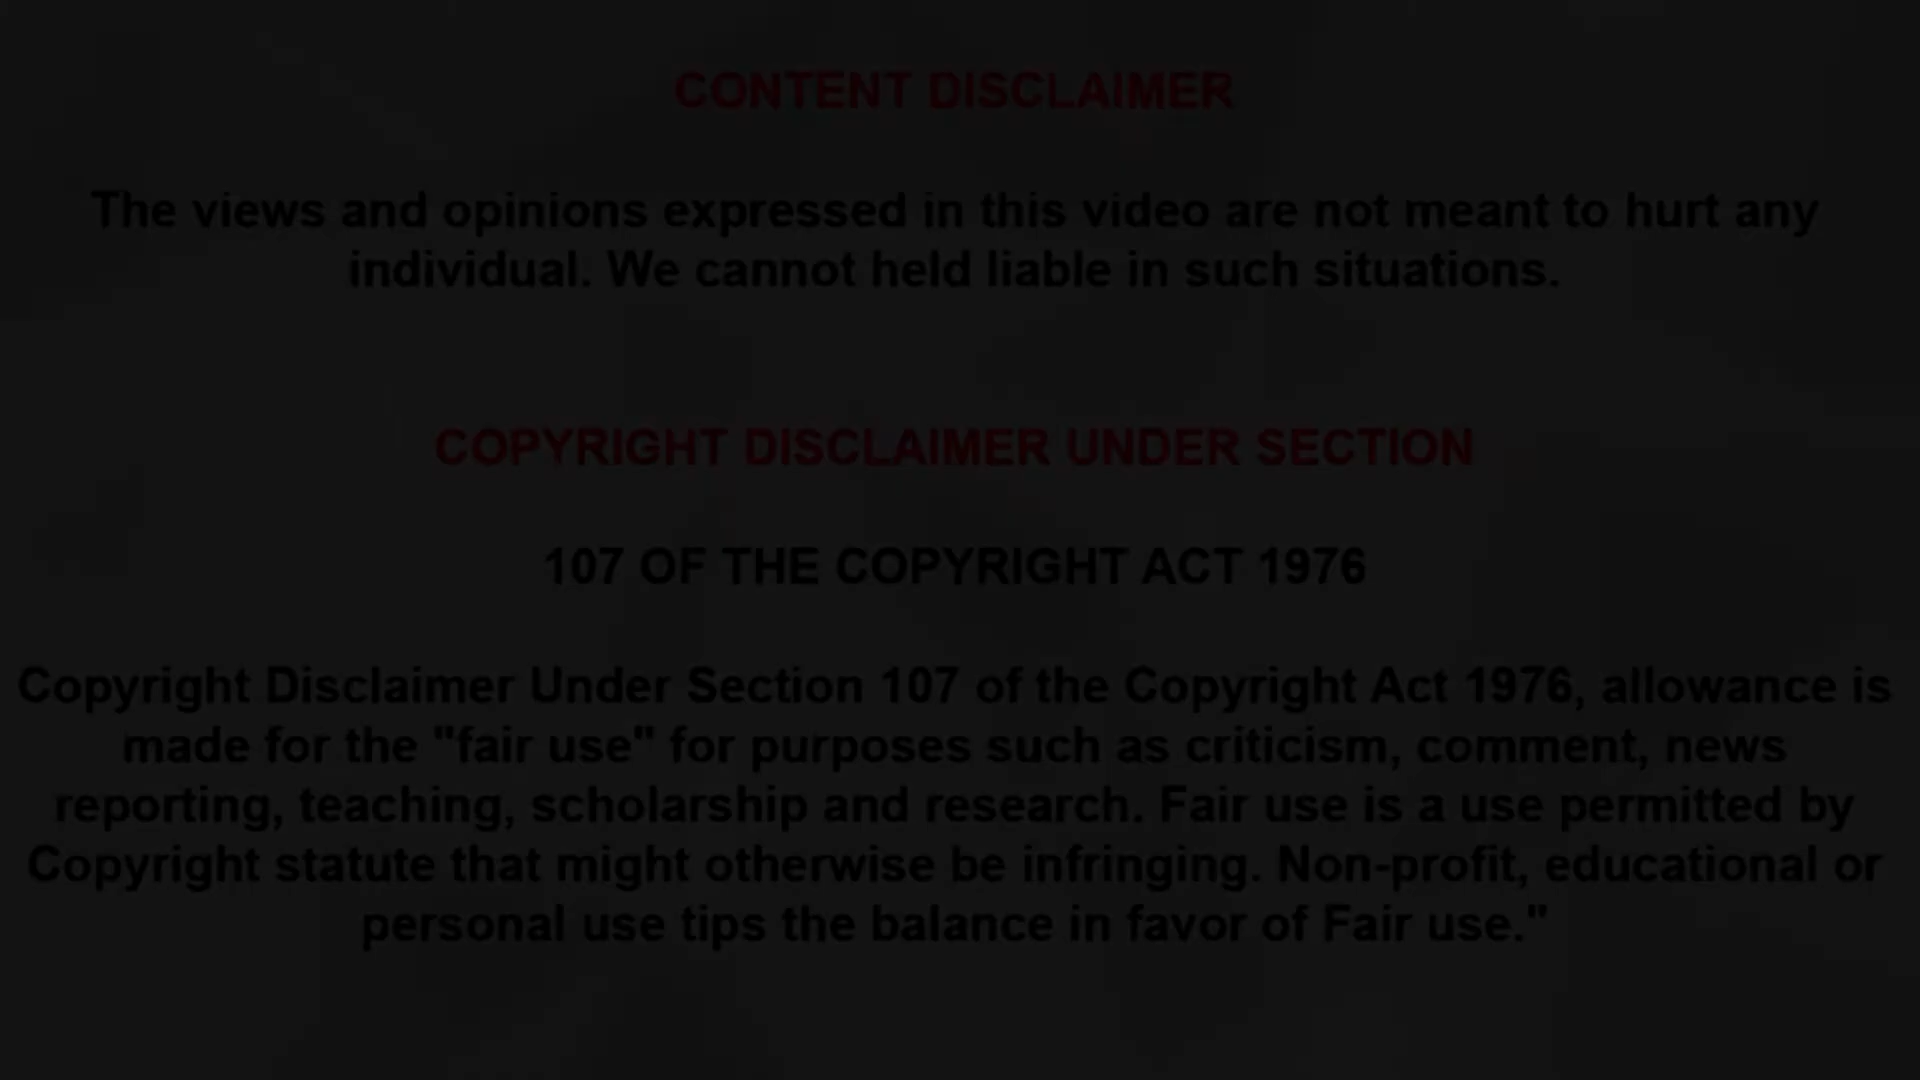 CONTENT DISCLAIMER
The views and opinions expressed in this video are not meant to hurt any
individual. We cannot held liable in such situations.
COPYRIGHT DISCLAIMER UNDER SECTION
107 OF THE COPYRIGHT ACT 1976
Copyright Disclaimer Under Section 107 of the Copyright Act 1976, allowance is
made for the "fair use" for purposes such as criticism, comment, news
reporting, teaching, scholarship and research. Fair use is a use permitted by
Copyright statute that might otherwise be infringing. Non-profit, educational or
personal use tips the balance in favor of Fair use."